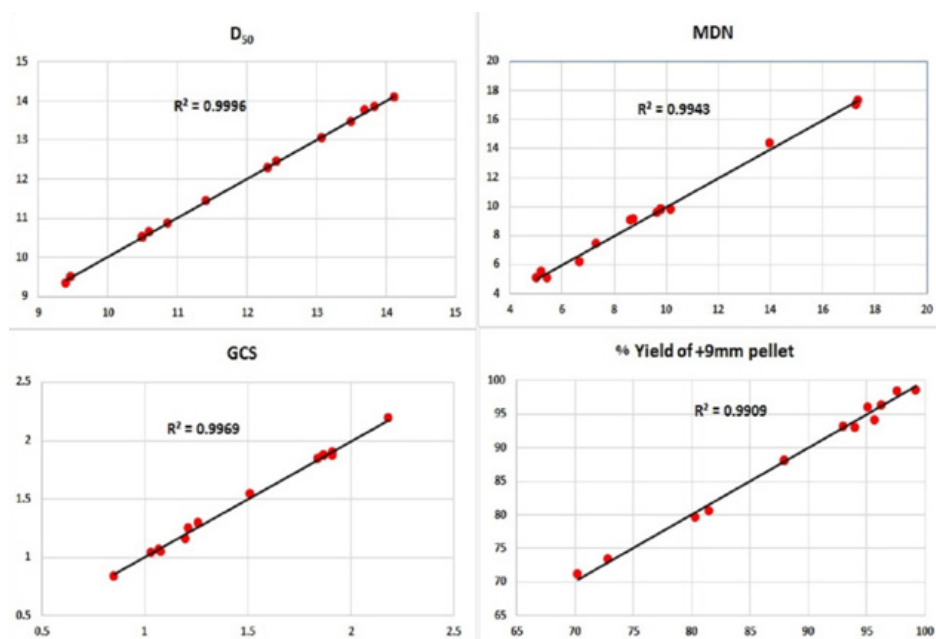 D50
15
14
13
12
11
10
9
R² = 0.9996
9 10 11 12 13 14 15
MDN
20
18
16
14
12
10
8
6
4
R² = 0.9943
4 6 8 10 12 14 16 18 20
GCS
2.5
2
1.5
1
0.5
R² = 0.9969
0.5 1 1.5 2 2.5
% Yield of +9mm pellet
100
95
90
85
80
75
70
65
R² = 0.9909
65 70 75 80 85 90 95 100